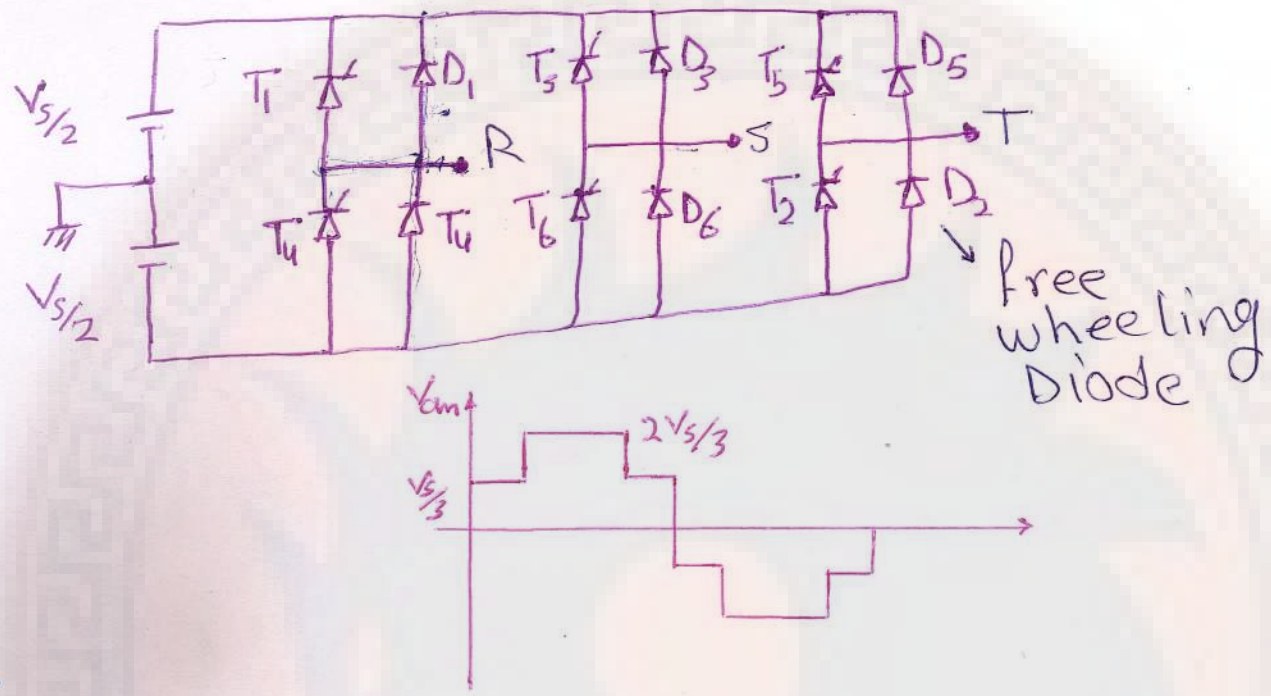 T1 D1 T3 D3 T5 D5
VS/2
R S T
T4 T4 T6 D6 T2 D2
VS/2
free
wheeling
Diode
Van
2VS/3
VS/3